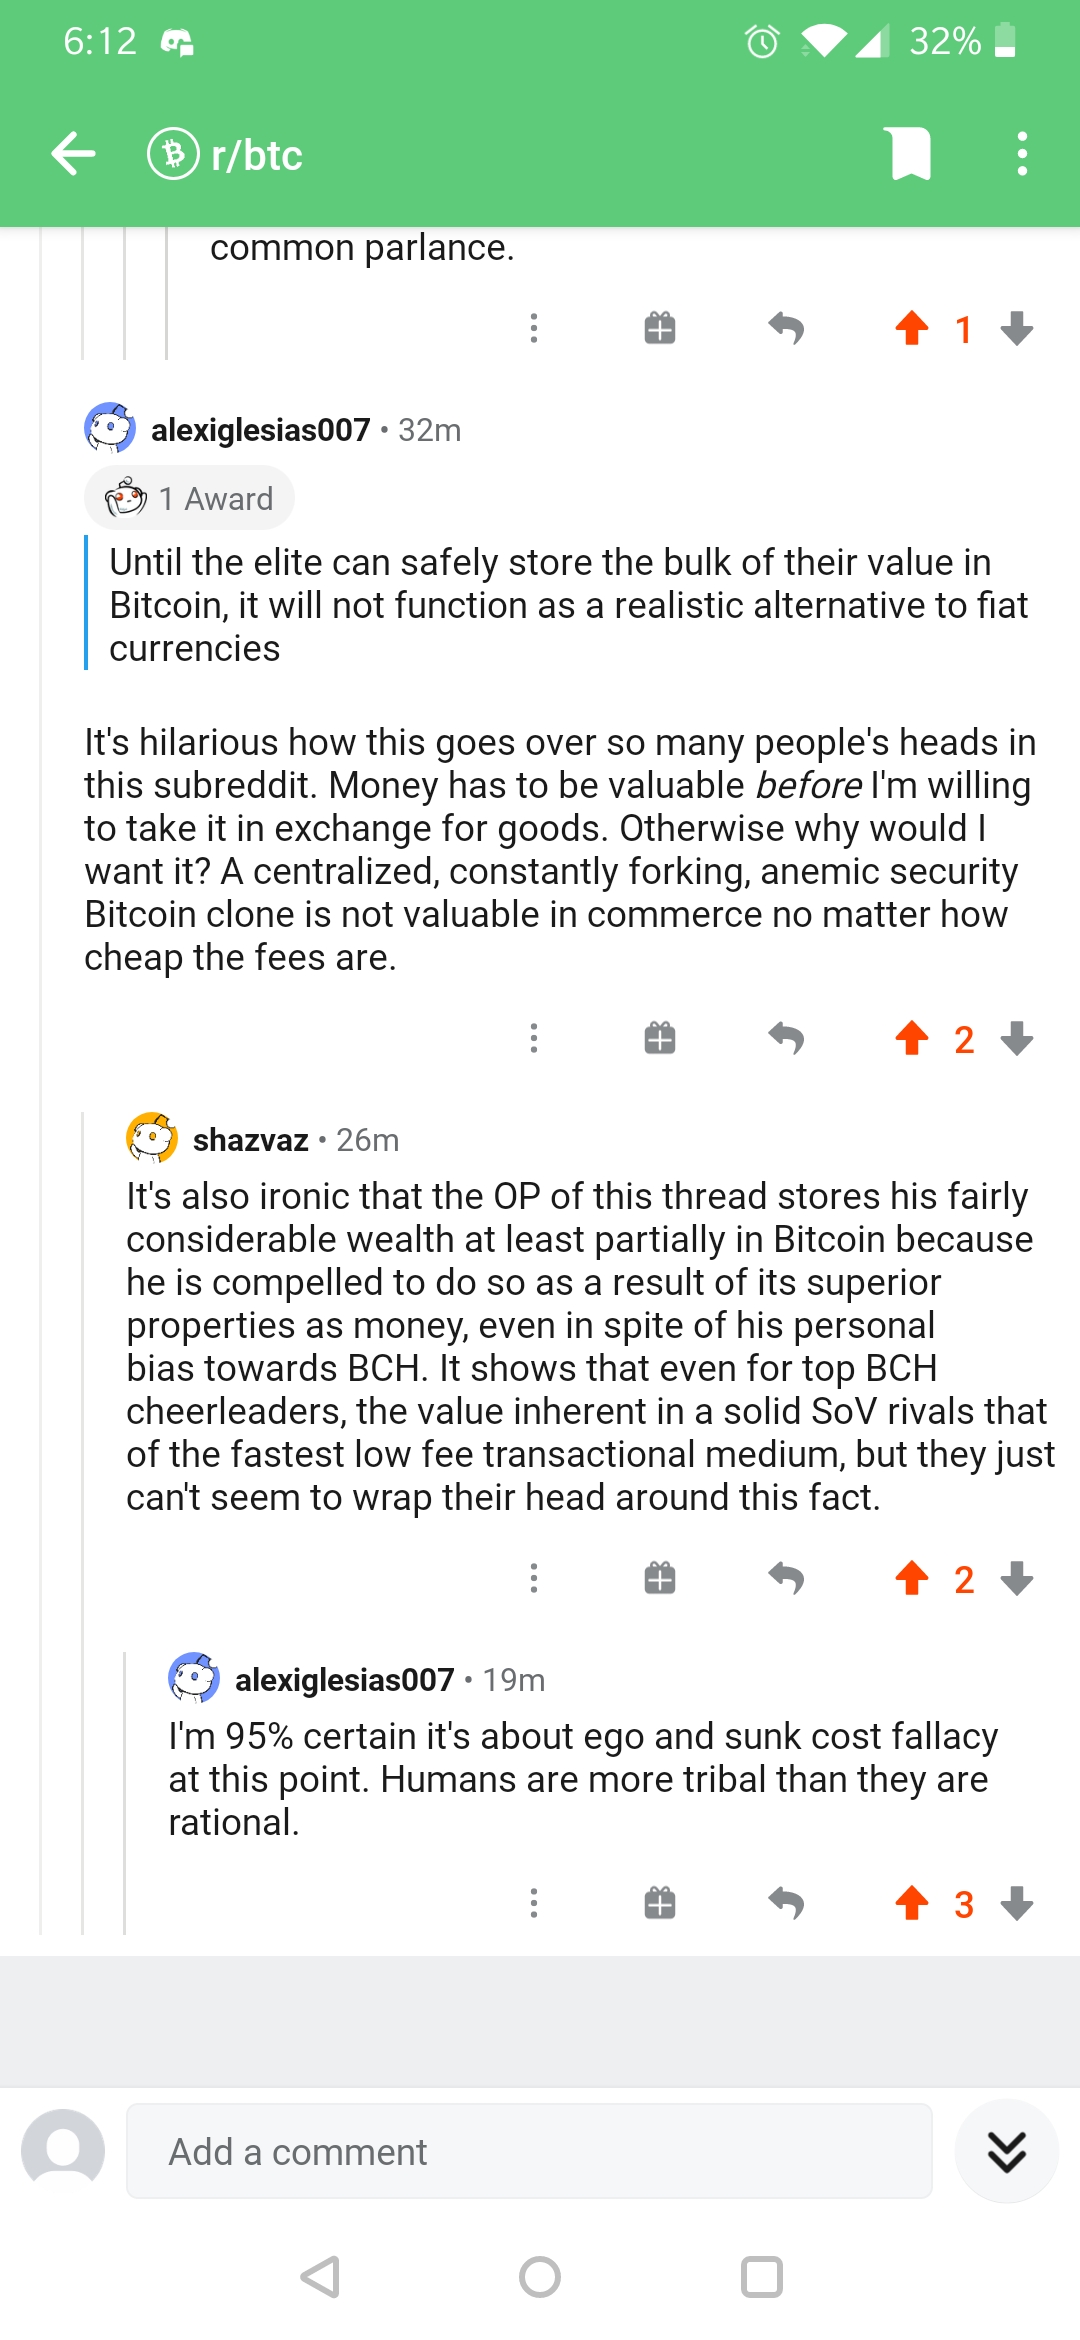 6:12
32%
r/btc
common parlance.
1
alexiglesias007 • 32m
1 Award
Until the elite can safely store the bulk of their value in
Bitcoin, it will not function as a realistic alternative to fiat
currencies
It's hilarious how this goes over so many people's heads in
this subreddit. Money has to be valuable before I'm willing
to take it in exchange for goods. Otherwise why would I
want it? A centralized, constantly forking, anemic security
Bitcoin clone is not valuable in commerce no matter how
cheap the fees are.
2
shazvaz • 26m
It's also ironic that the OP of this thread stores his fairly
considerable wealth at least partially in Bitcoin because
he is compelled to do so as a result of its superior
properties as money, even in spite of his personal
bias towards BCH. It shows that even for top BCH
cheerleaders, the value inherent in a solid SoV rivals that
of the fastest low fee transactional medium, but they just
can't seem to wrap their head around this fact.
2
alexiglesias007 • 19m
I'm 95% certain it's about ego and sunk cost fallacy
at this point. Humans are more tribal than they are
rational.
3
Add a comment